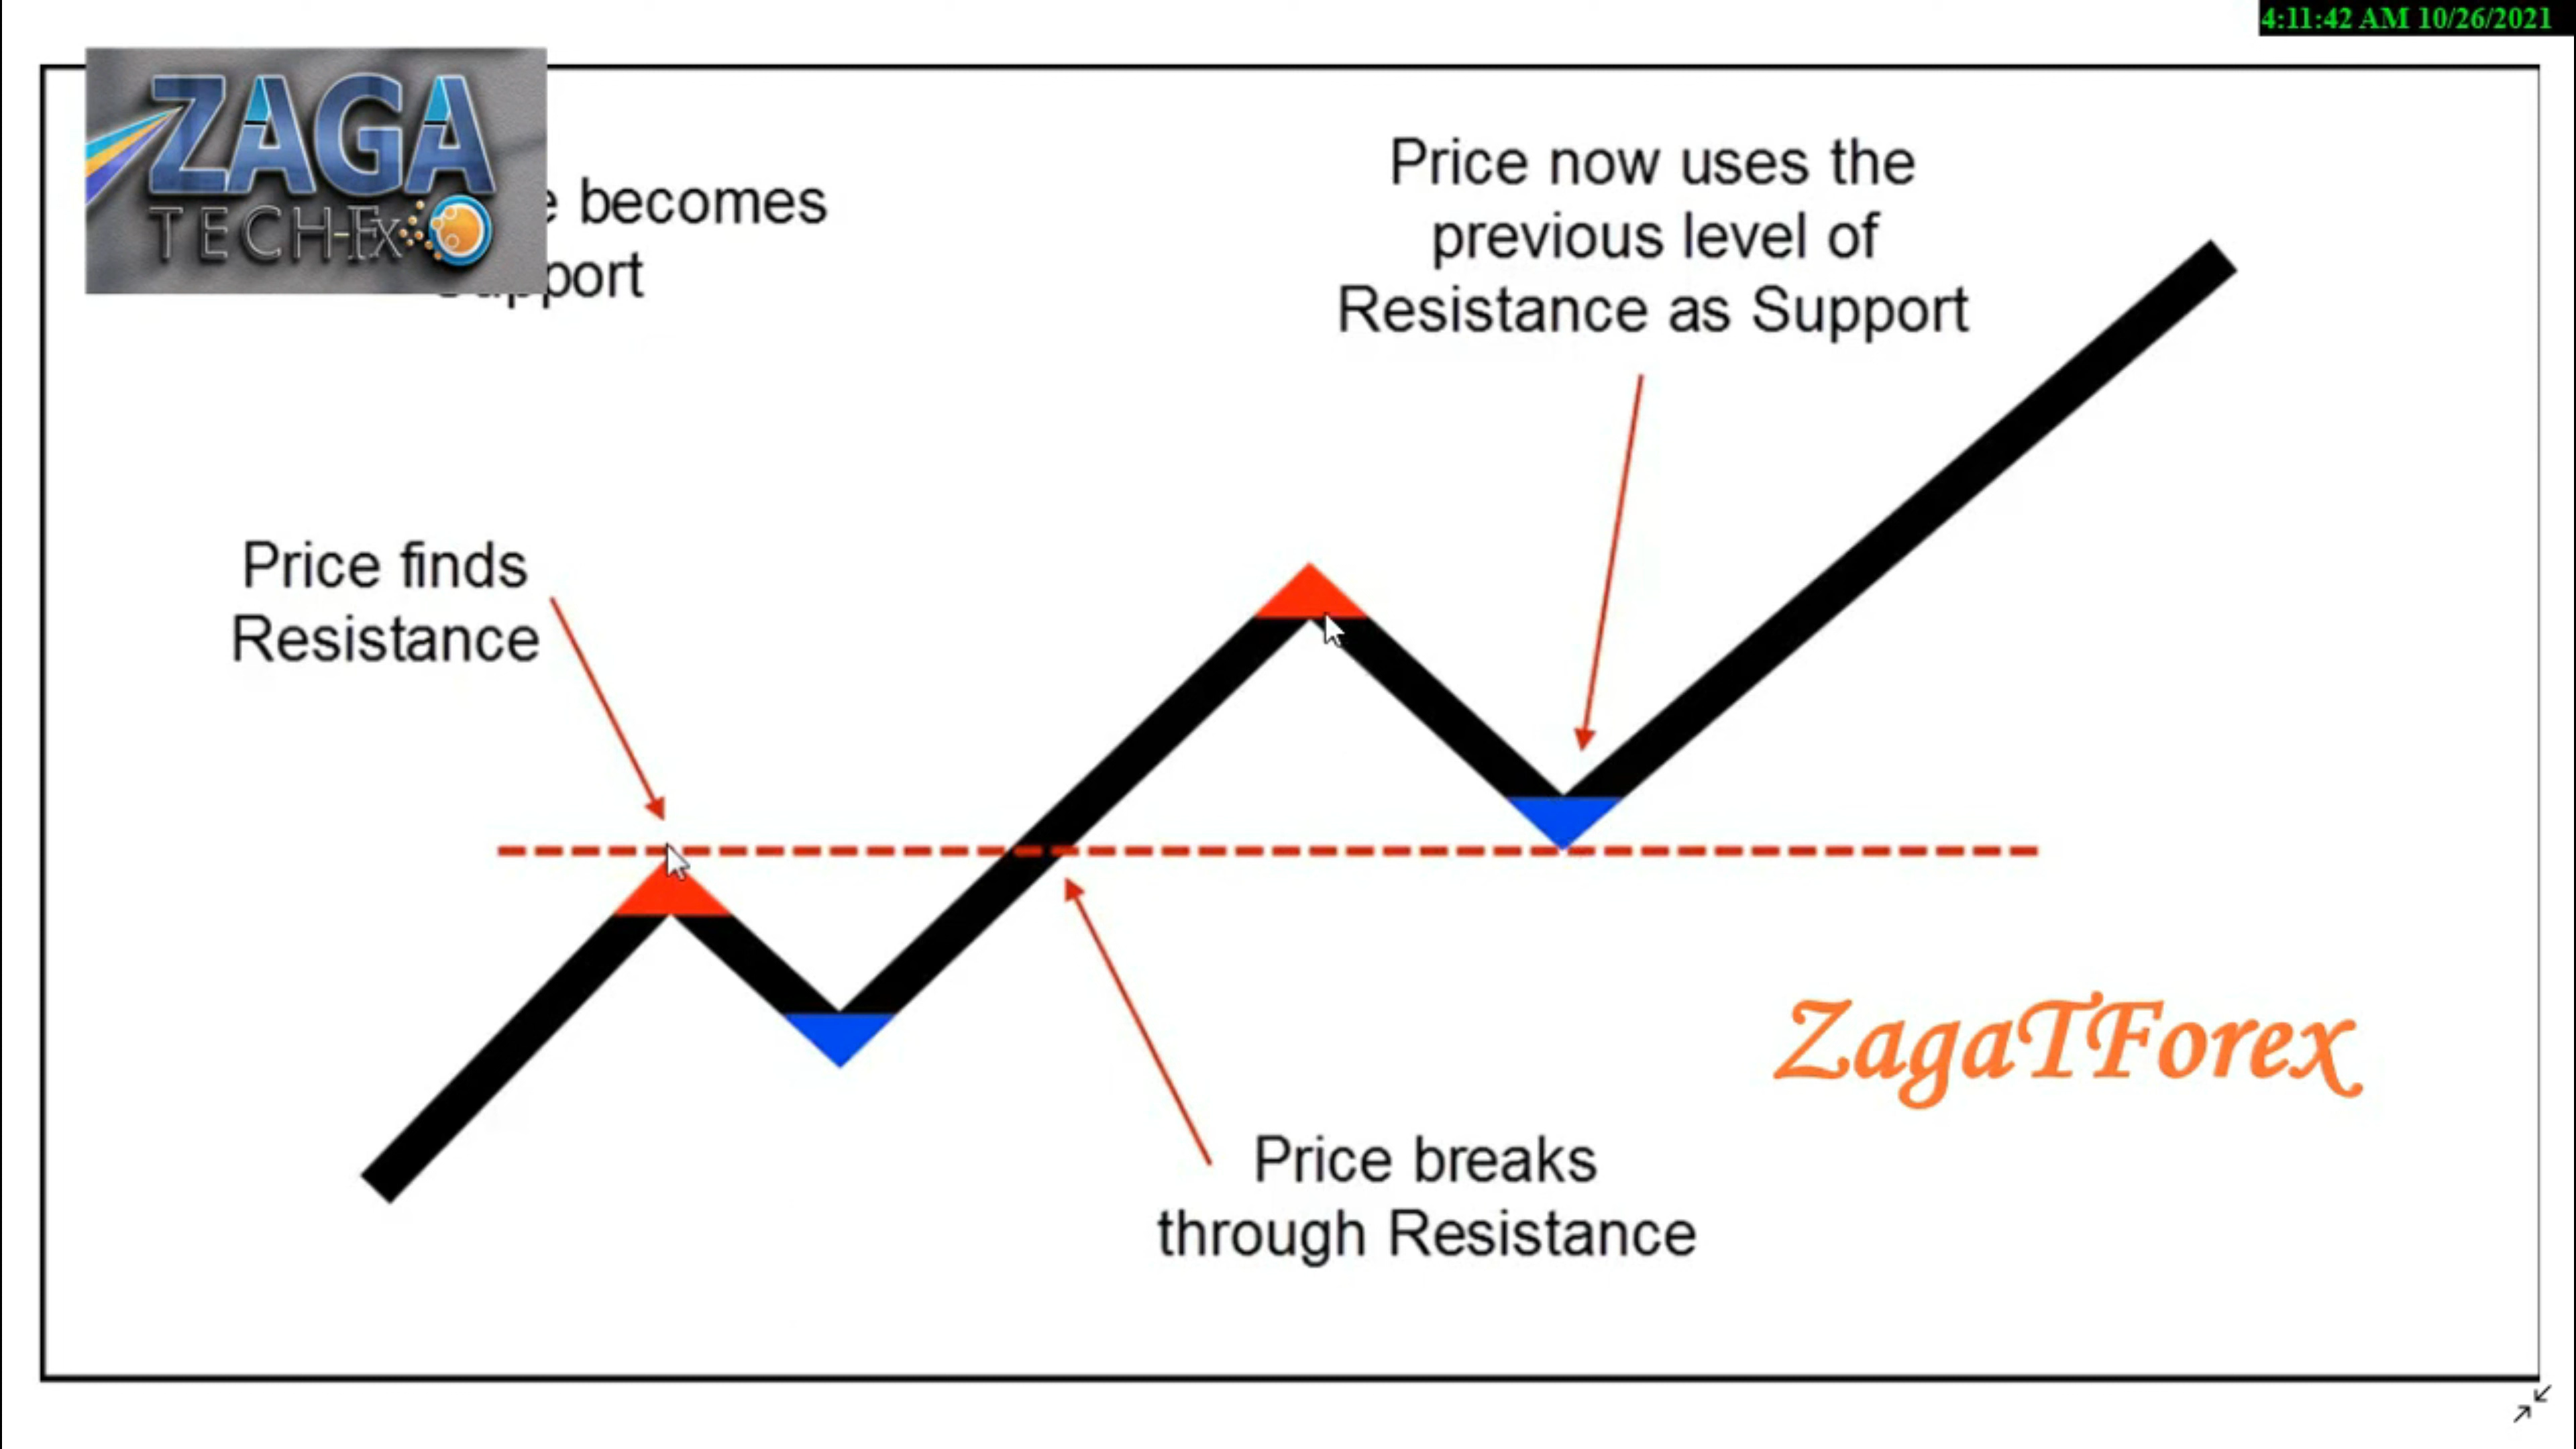 4:11:42 AM 10/26/2021
ZAGA
TECH-Fx
becomes
Price now uses the
previous level of
Resistance as Support
Price finds
Resistance
ZagaTForex
Price breaks
through Resistance